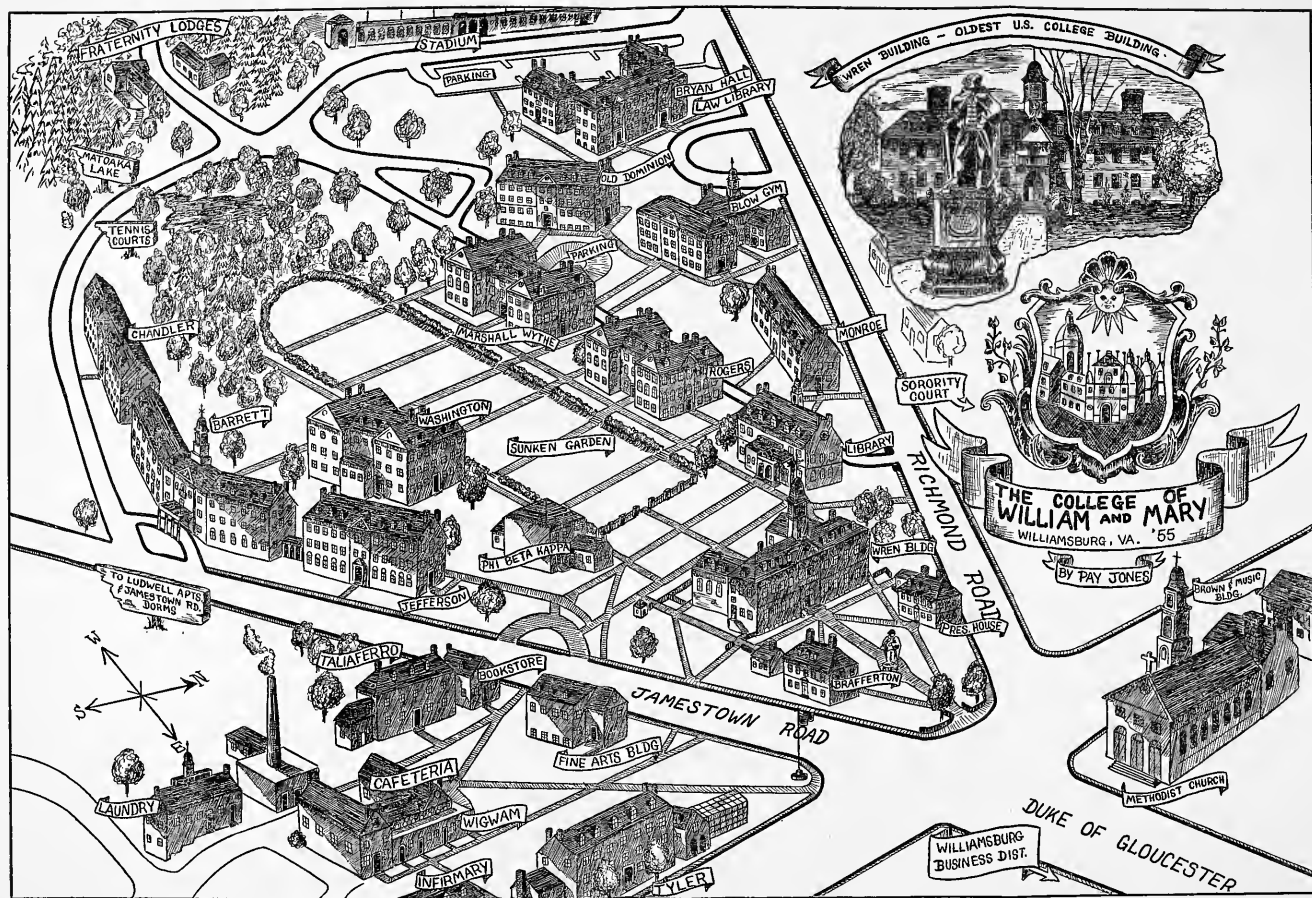 FRATERNITY LODGES
STADIUM
WREN BUILDING - OLDEST U.S. COLLEGE BUILDING.
PARKING
BRYAN HALL
LAW LIBRARY
MATOAKA
LAKE
OLD DOMINION
BLOW GYM
TENNIS
COURTS
PARKING
CHANDLER
MARSHALL WYTHE
MONROE
ROGERS
SORORITY
COURT
BARRETT
WASHINGTON
SUNKEN GARDEN
LIBRARY
RICHMOND ROAD
THE COLLEGE OF
WILLIAM AND MARY
WILLIAMSBURG, VA. '55
BY PAY JONES
PHI BETA KAPPA
WREN BLDG
JEFFERSON
PRES. HOUSE
BROWN & MUSIC
BLDG.
TO LUDWELL APTS.
& JAMESTOWN RD.
DORMS
W
N
S
E
TALIAFERRO
BOOKSTORE
BRAFFERTON
JAMESTOWN ROAD
FINE ARTS BLDG
METHODIST CHURCH
LAUNDRY
CAFETERIA
WIGWAM
INFIRMARY
TYLER
WILLIAMSBURG
BUSINESS DIST.
DUKE OF GLOUCESTER